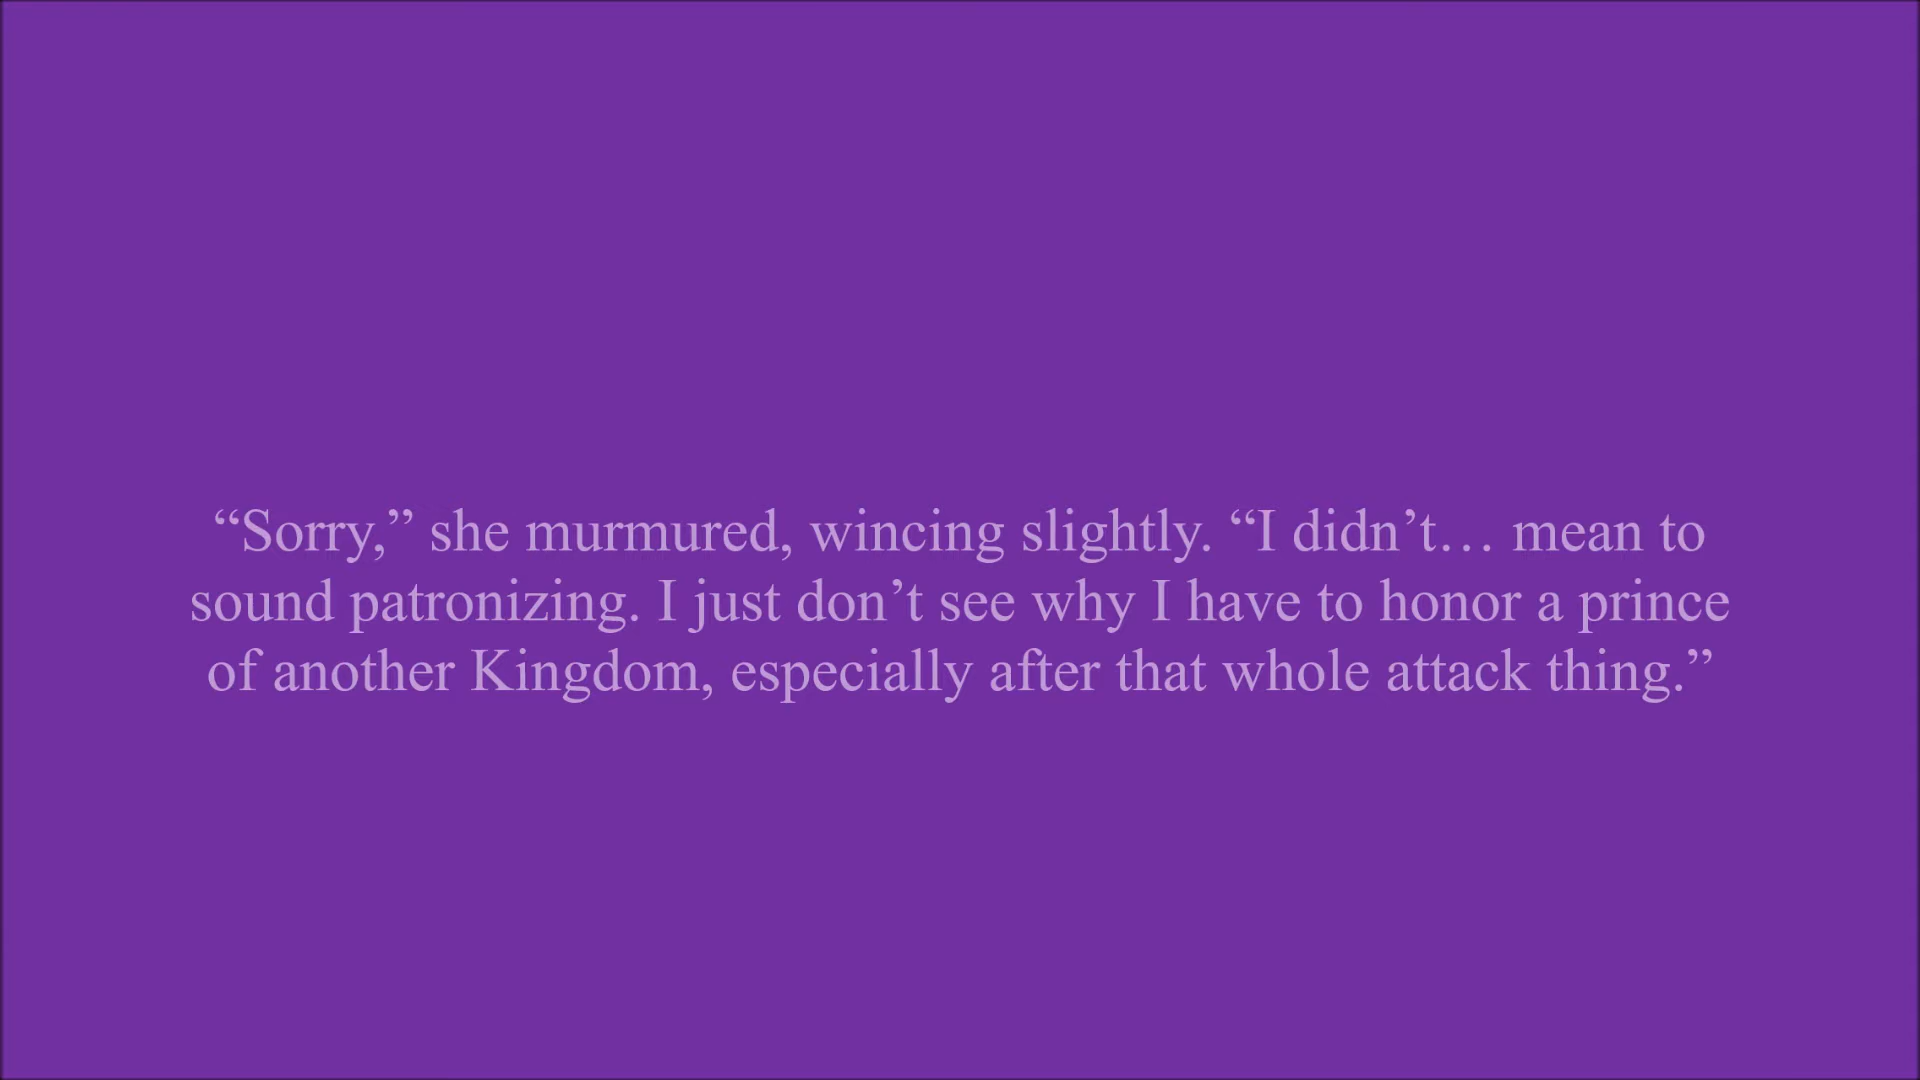 “Sorry,” she murmured, wincing slightly. “I didn’t… mean to
sound patronizing. I just don’t see why I have to honor a prince
of another Kingdom, especially after that whole attack thing.”